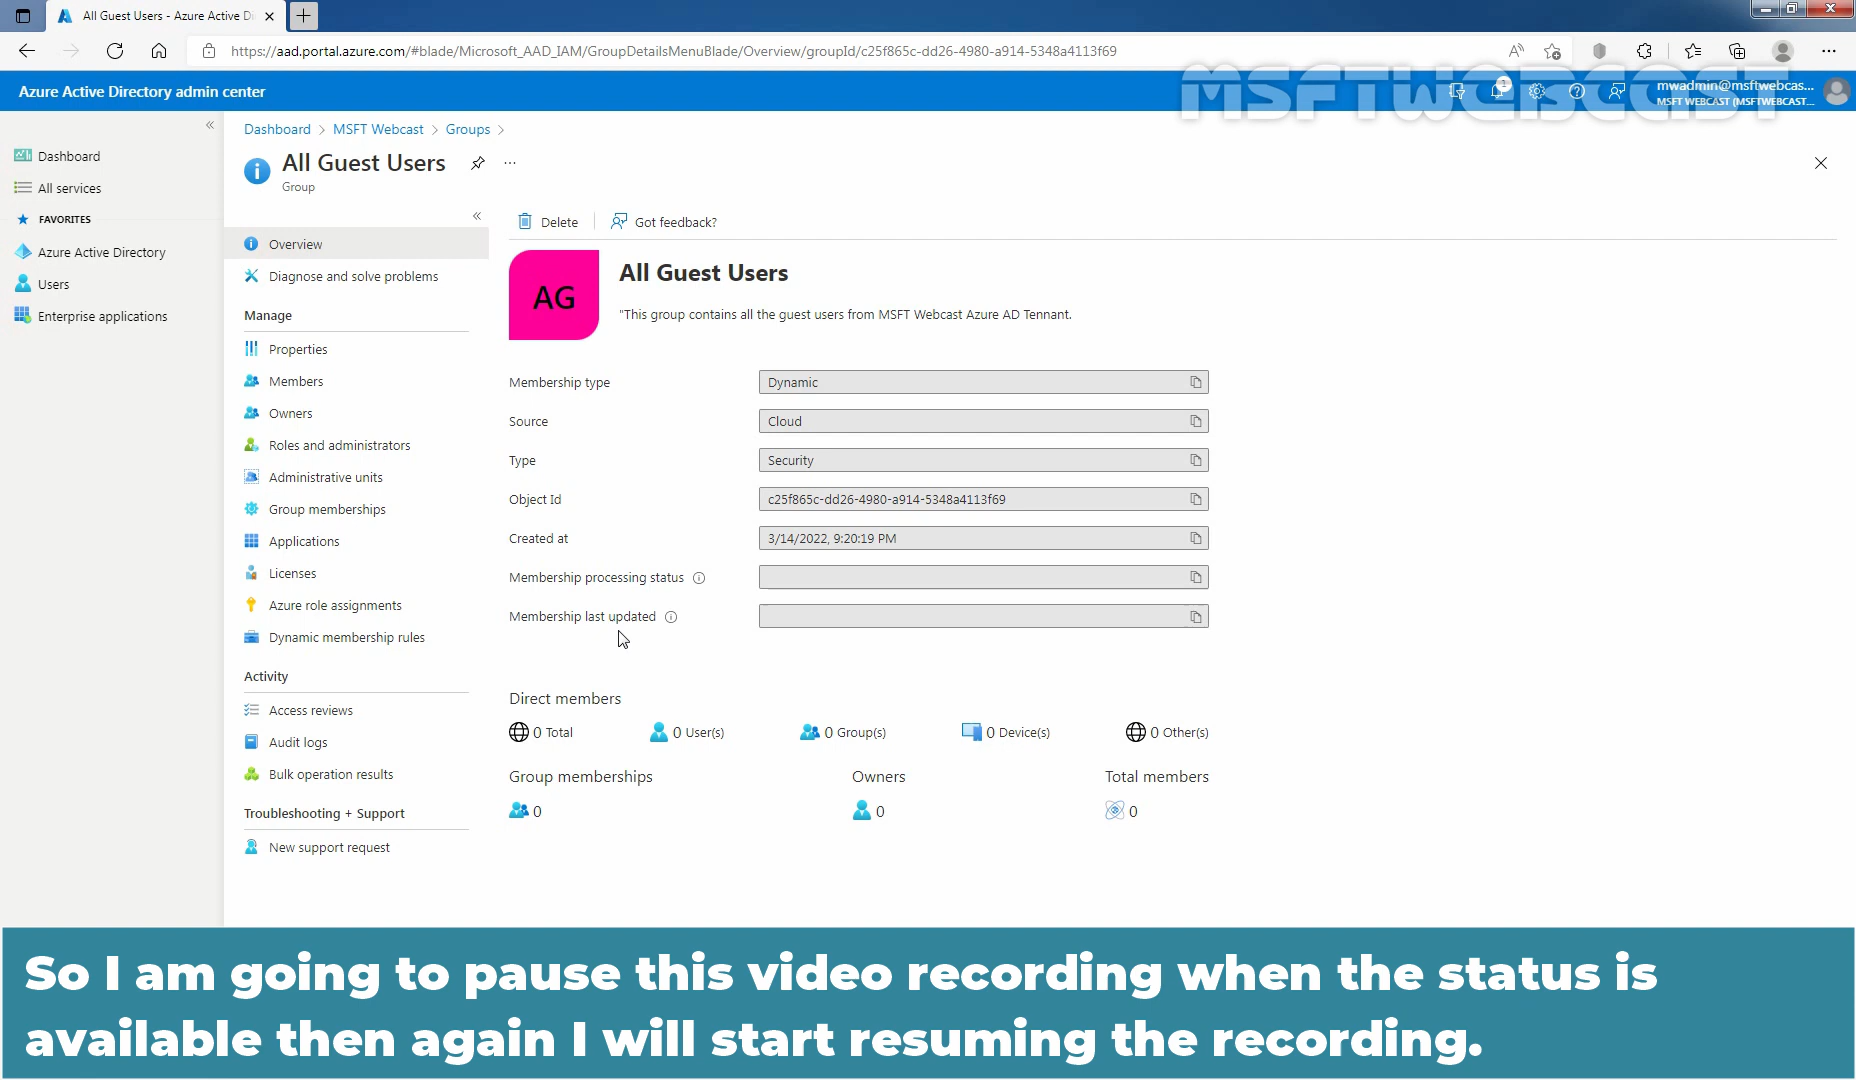 All Guest Users - Azure Active Di
https://aad.portal.azure.com/#blade/Microsoft_AAD_IAM/GroupDetailsMenuBlade/Overview/groupId/c25f865c-dd26-4980-a914-5348a4113f69
Azure Active Directory admin center
MSFTWEBCAST
1
mwadmin@msftwebcas...
MSFT WEBCAST (MSFTWEBCAST....
Dashboard > MSFT Webcast > Groups >
All Guest Users
Group
Dashboard
All services
FAVORITES
Azure Active Directory
Users
Enterprise applications
Overview
Diagnose and solve problems
Manage
Properties
Members
Owners
Roles and administrators
Administrative units
Group memberships
Applications
Licenses
Azure role assignments
Dynamic membership rules
Activity
Access reviews
Audit logs
Bulk operation results
Troubleshooting + Support
New support request
Delete
Got feedback?
AG
All Guest Users
"This group contains all the guest users from MSFT Webcast Azure AD Tennant.
Membership type Dynamic
Source Cloud
Type Security
Object Id c25f865c-dd26-4980-a914-5348a4113f69
Created at 3/14/2022, 9:20:19 PM
Membership processing status
Membership last updated
Direct members
0 Total 0 User(s) 0 Group(s) 0 Device(s) 0 Other(s)
Group memberships Owners Total members
0 0 0
So I am going to pause this video recording when the status is
available then again I will start resuming the recording.